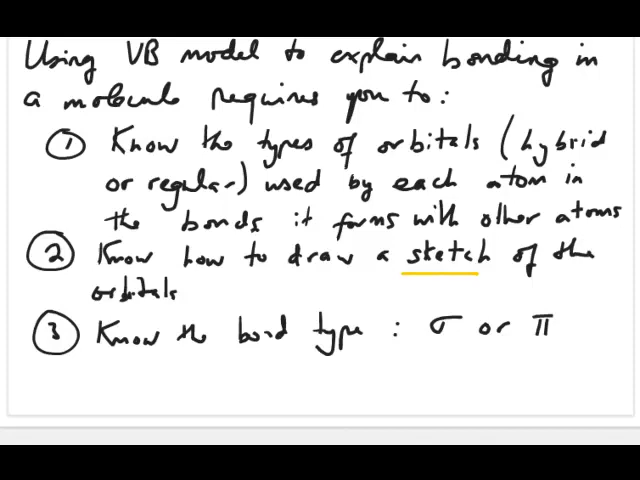 Using VB model to explain bonding in
a molecule requires you to:
① Know the types of orbitals (hybrid
or regular) used by each atom in
the bonds it forms with other atoms
② Know how to draw a sketch of the
orbitals
③ Know the bond type : σ or π